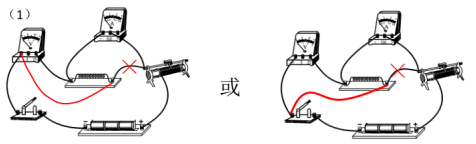 （1）
或
- +
- +